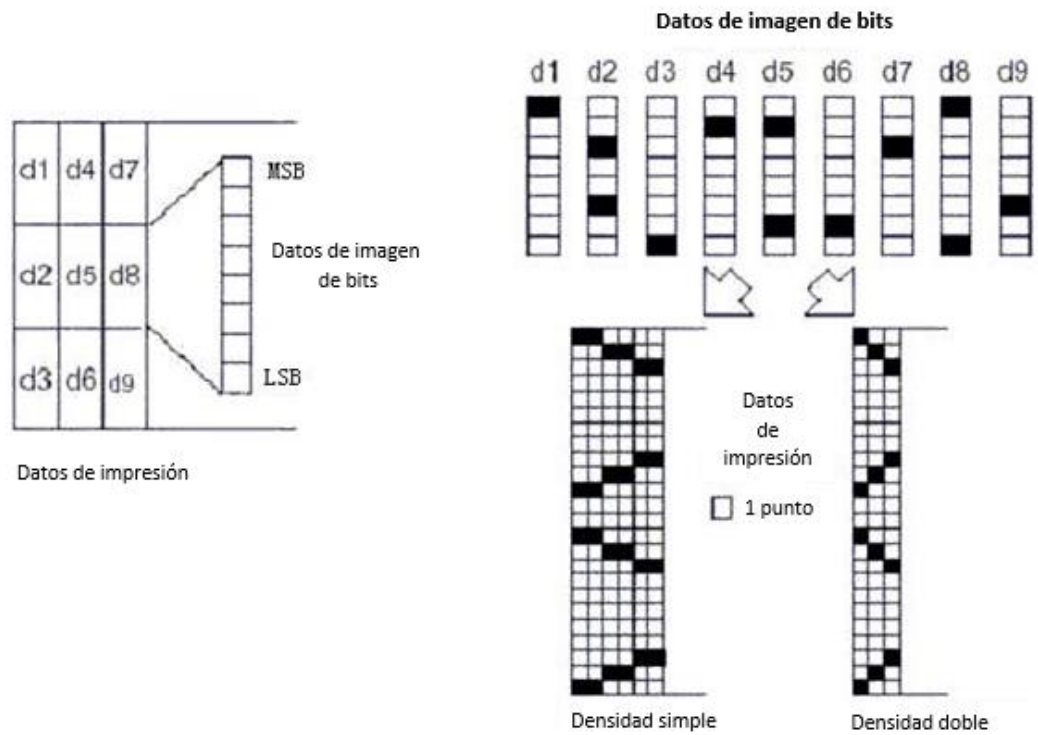 Datos de imagen de bits
d1 d2 d3 d4 d5 d6 d7 d8 d9
d1 d4 d7
d2 d5 d8
d3 d6 d9
MSB
Datos de imagen
de bits
LSB
Datos de impresión
Datos
de
impresión
1 punto
Densidad simple
Densidad doble